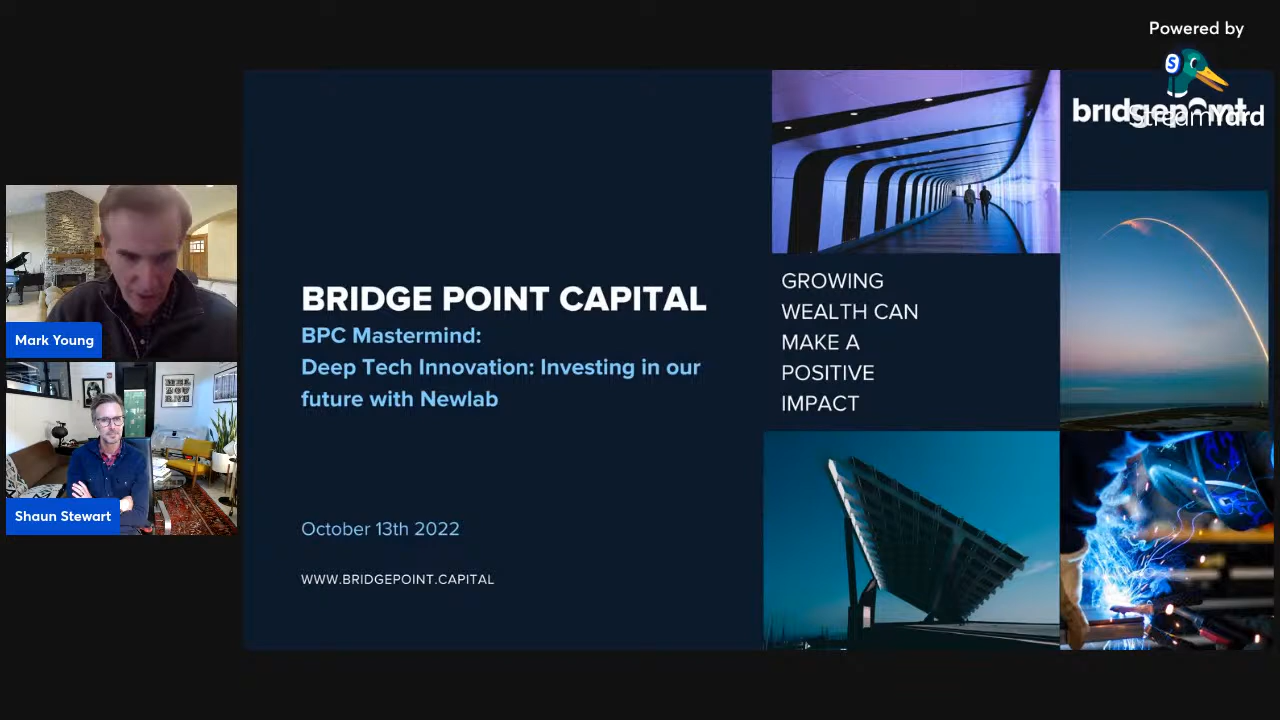 Powered by
StreamYard
bridgepoint
Mark Young
Shaun Stewart
BRIDGE POINT CAPITAL
BPC Mastermind:
Deep Tech Innovation: Investing in our
future with Newlab
October 13th 2022
WWW.BRIDGEPOINT.CAPITAL
GROWING
WEALTH CAN
MAKE A
POSITIVE
IMPACT